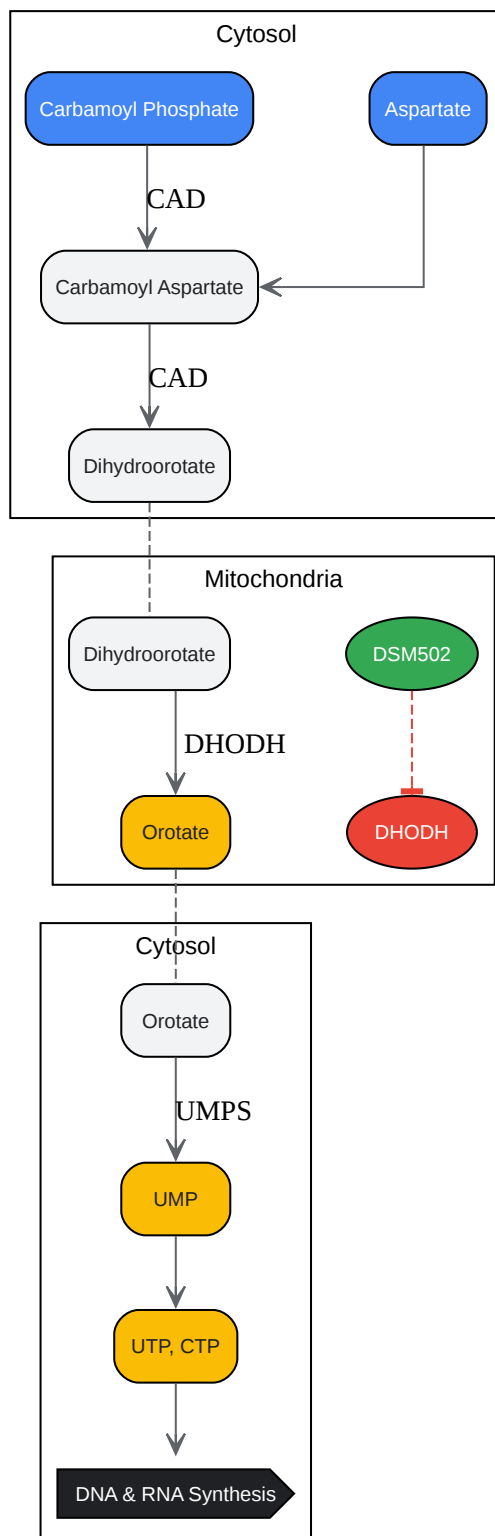 Cytosol
Carbamoyl Phosphate
Aspartate
CAD
Carbamoyl Aspartate
CAD
Dihydroorotate
Mitochondria
Dihydroorotate
DSM502
DHODH
Orotate
DHODH
Cytosol
Orotate
UMPS
UMP
UTP, CTP
DNA & RNA Synthesis